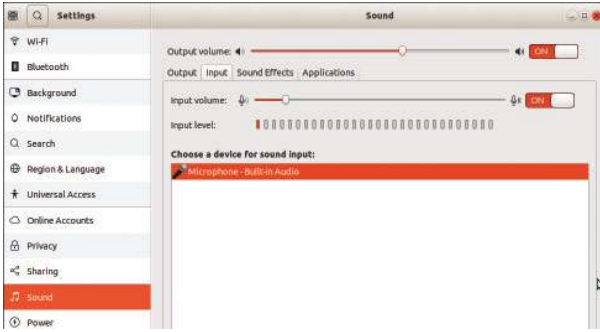 Settings
Sound
Wi-Fi
Bluetooth
Background
Notifications
Search
Region & Language
Universal Access
Online Accounts
Privacy
Sharing
Sound
Power
Output volume:
ON
Output Input Sound Effects Applications
Input volume:
ON
Input level:
Choose a device for sound input:
Microphone - Built-in Audio